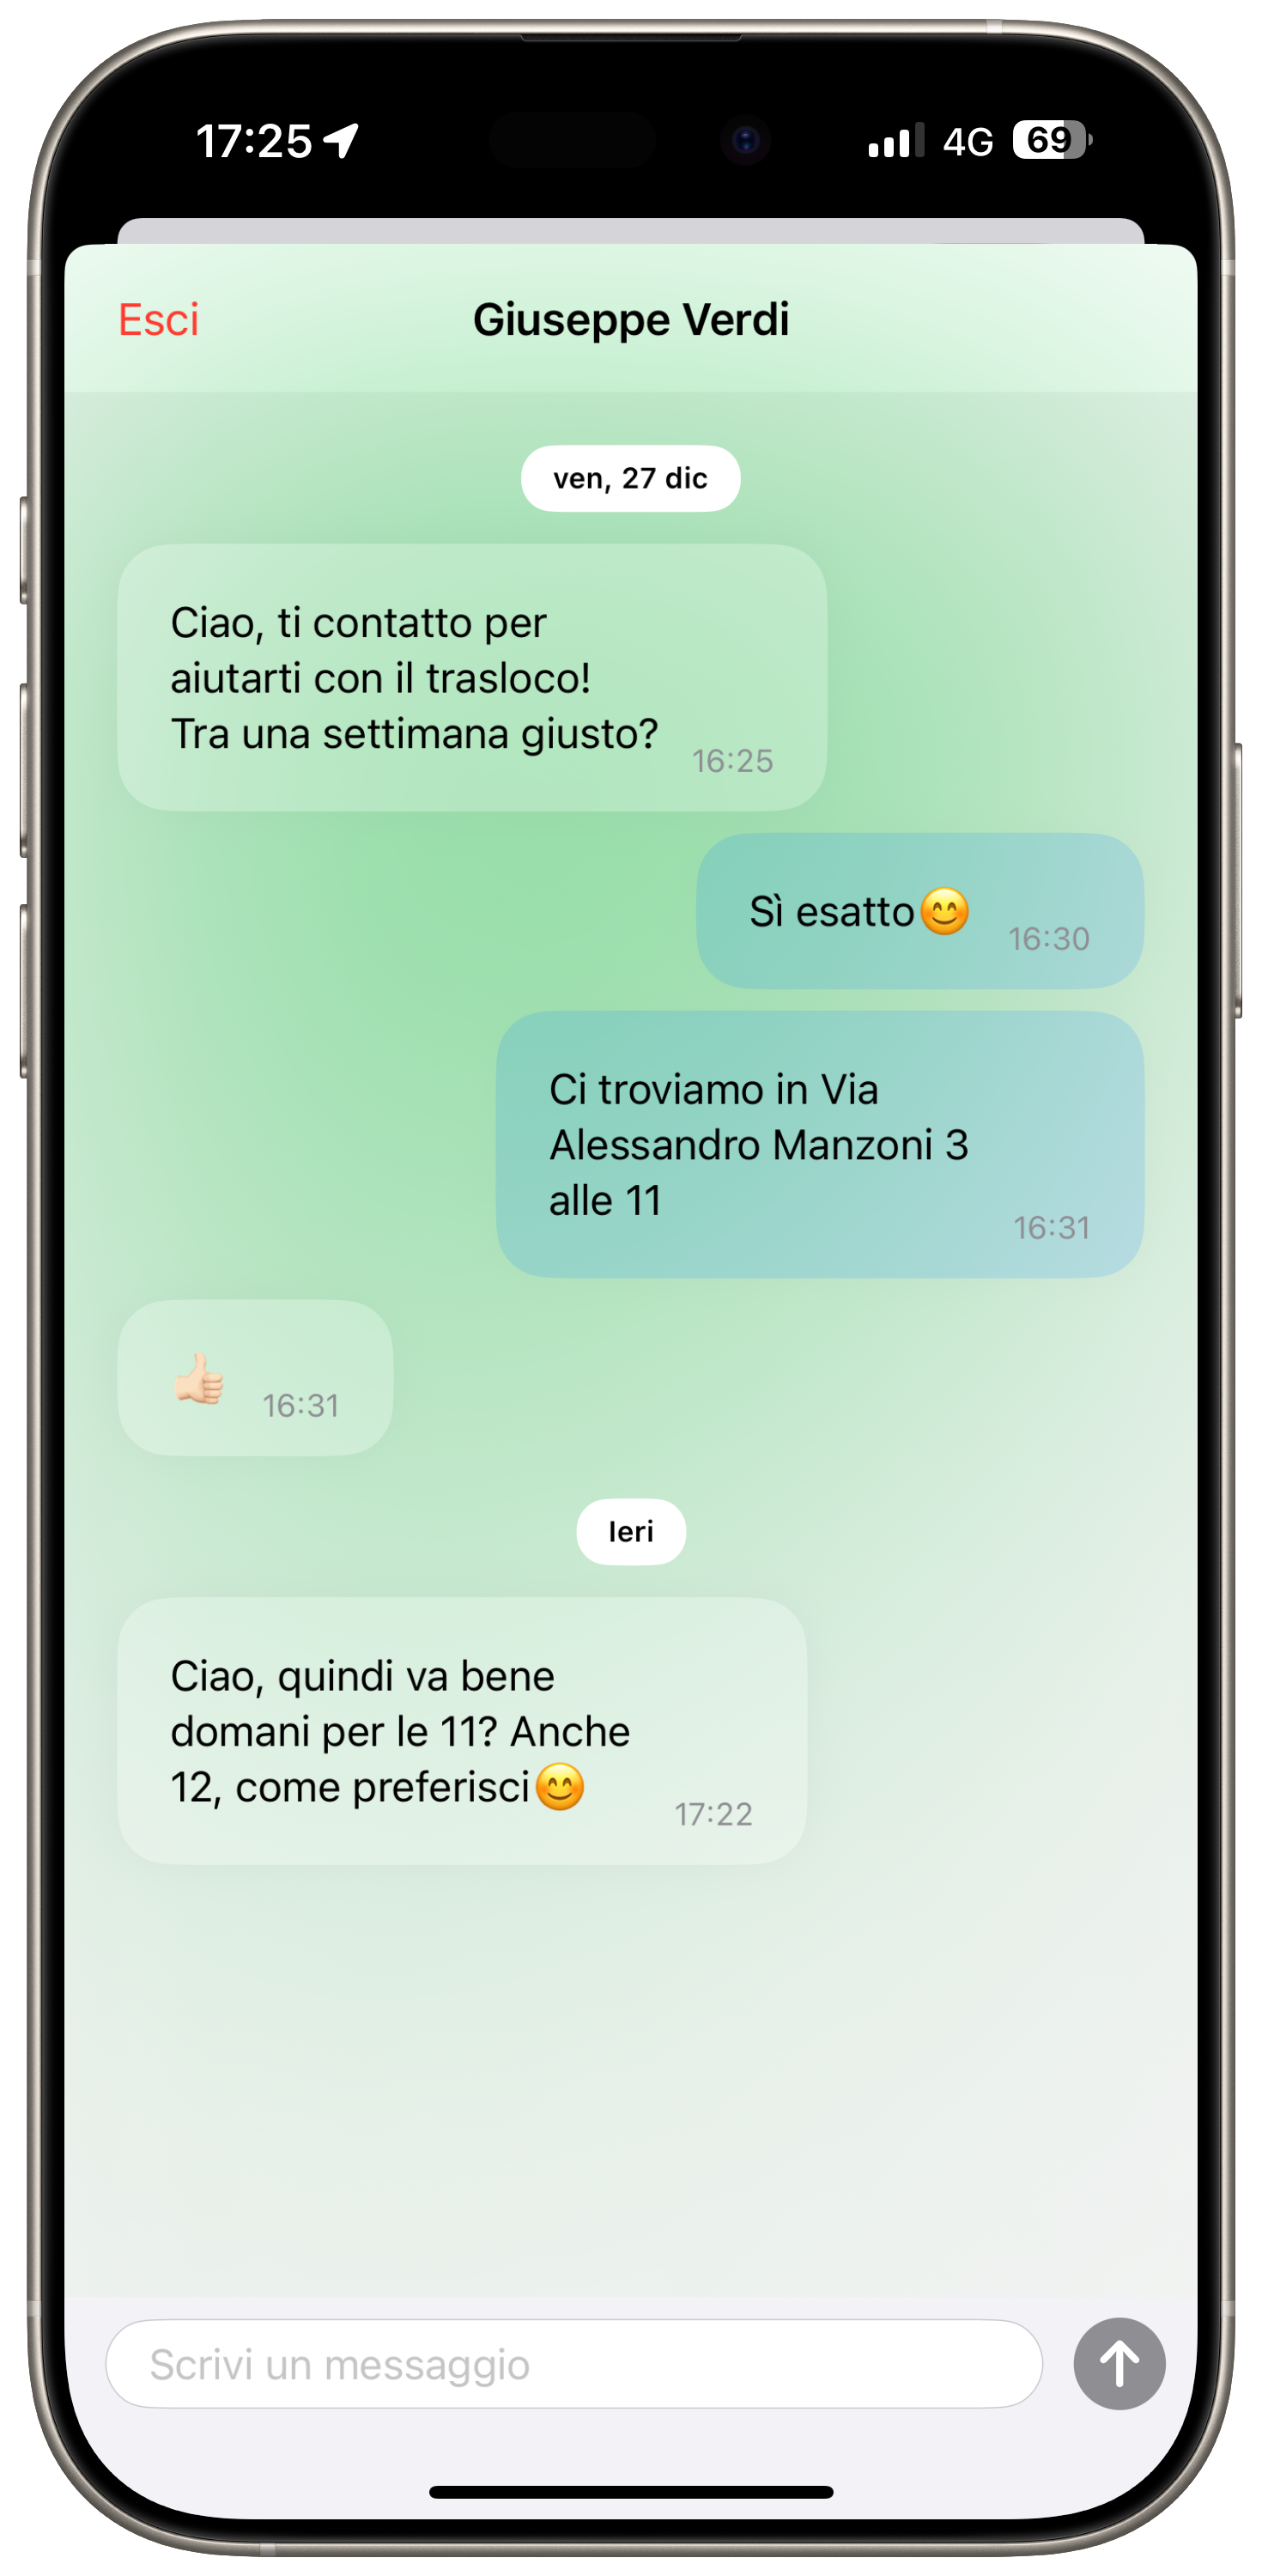 17:25
4G
69
Esci
Giuseppe Verdi
ven, 27 dic
Ciao, ti contatto per
aiutarti con il trasloco!
Tra una settimana giusto?
16:25
Sì esatto😊
16:30
Ci troviamo in Via
Alessandro Manzoni 3
alle 11
16:31
👍🏻
16:31
Ieri
Ciao, quindi va bene
domani per le 11? Anche
12, come preferisci😊
17:22
Scrivi un messaggio